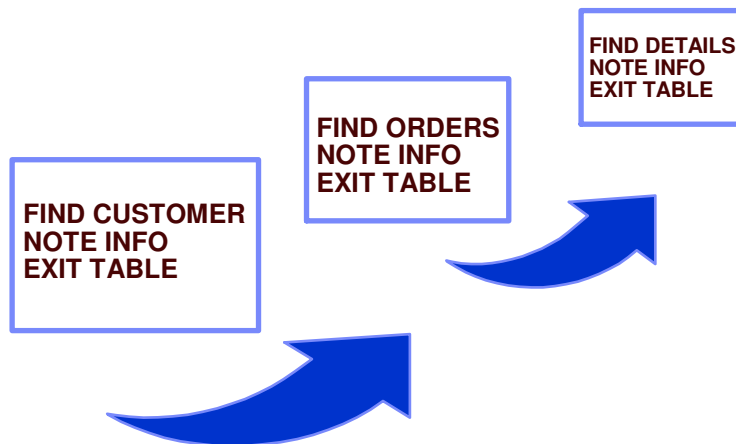 FIND CUSTOMER
NOTE INFO
EXIT TABLE
FIND ORDERS
NOTE INFO
EXIT TABLE
FIND DETAILS
NOTE INFO
EXIT TABLE